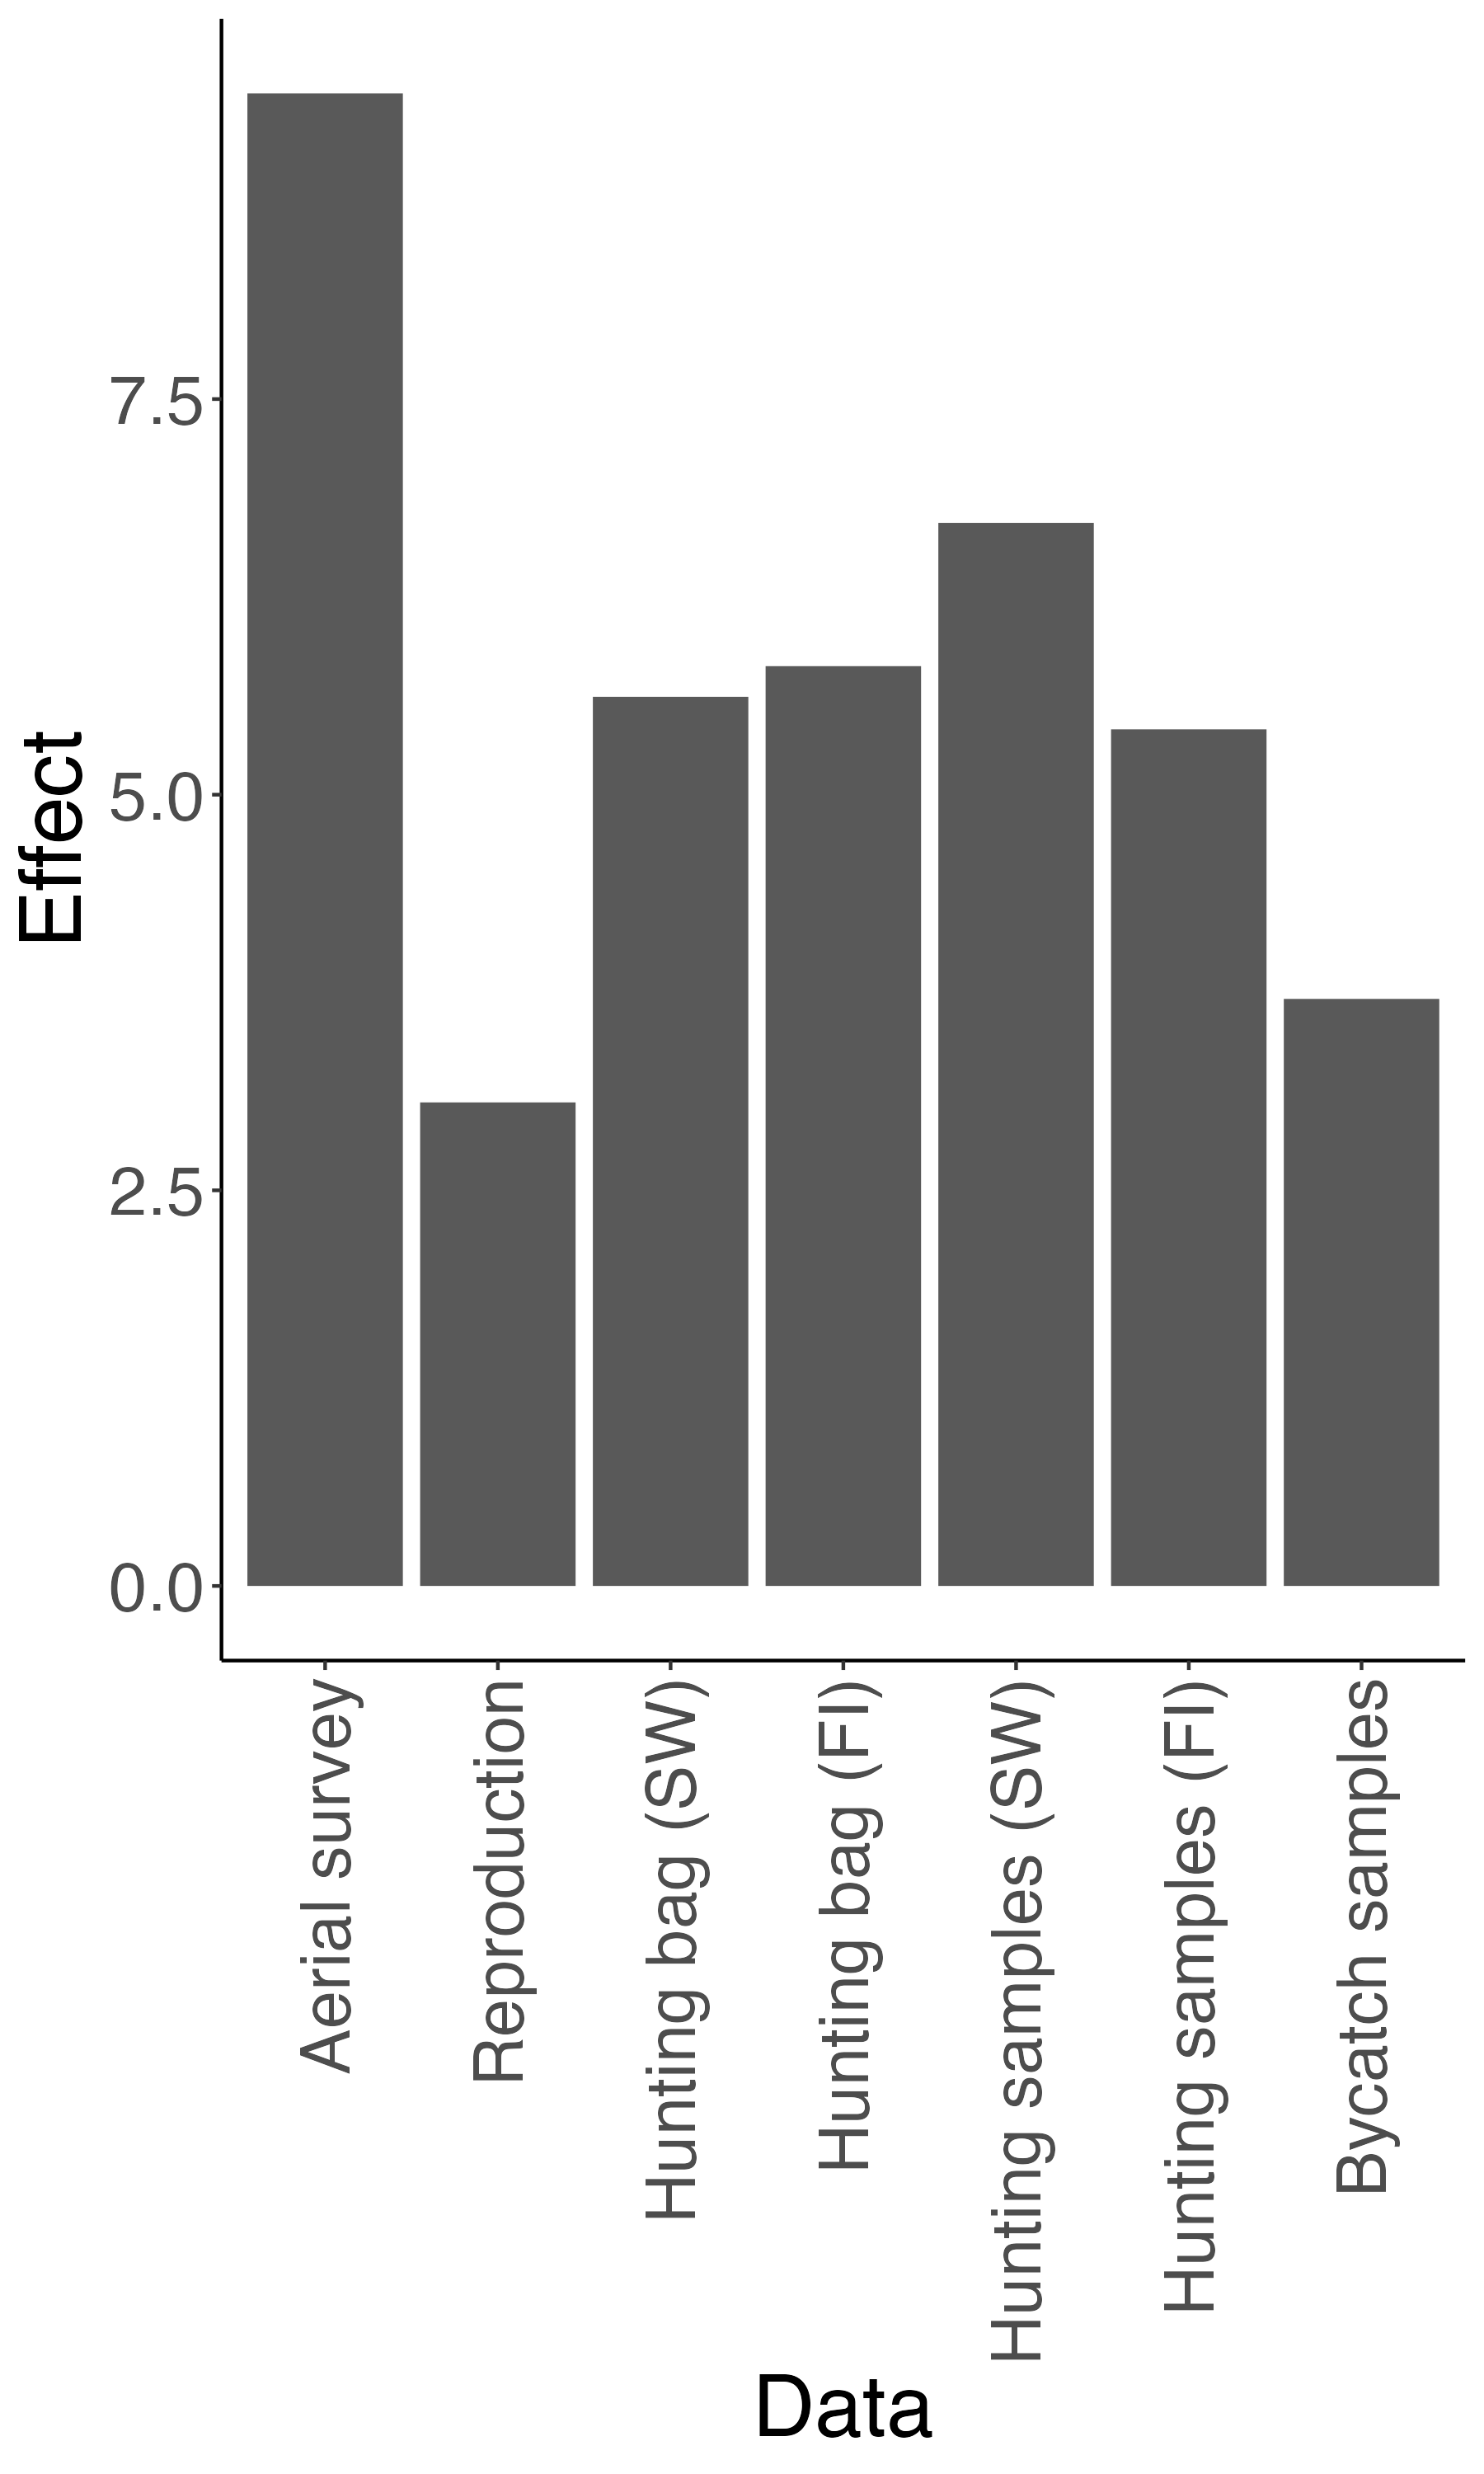 Effect
7.5
5.0
2.5
0.0
Aerial survey
Reproduction
Hunting bag (SW)
Hunting bag (FI)
Hunting samples (SW)
Hunting samples (FI)
Bycatch samples
Data